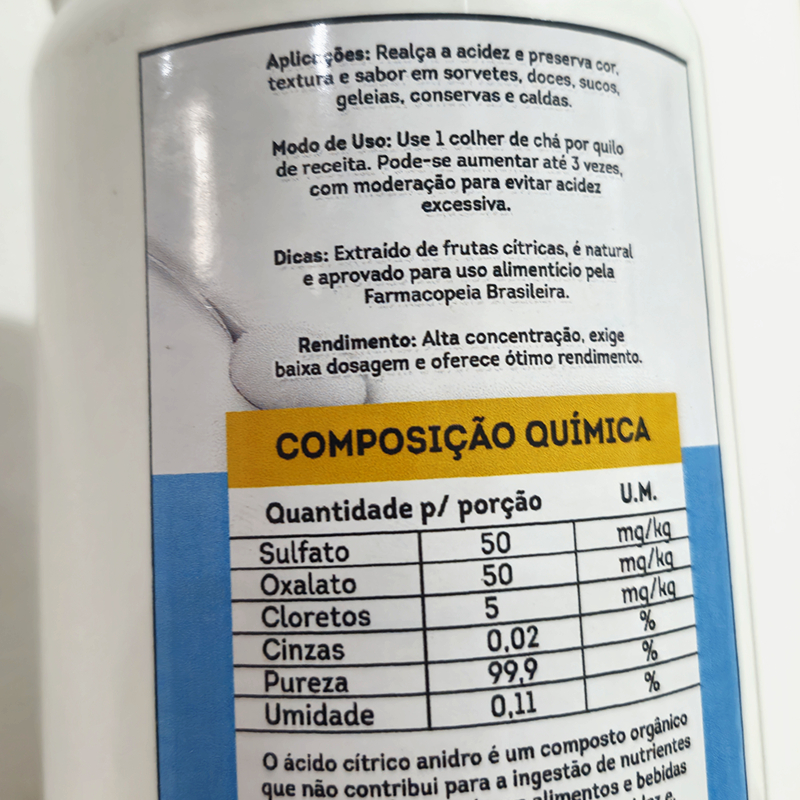 Aplicações: Realça a acidez e preserva cor,
textura e sabor em sorvetes, doces, sucos,
geleias, conservas e caldas.
Modo de Uso: Use 1 colher de chá por quilo
de receita. Pode-se aumentar até 3 vezes,
com moderação para evitar acidez
excessiva.
Dicas: Extraido de frutas cítricas, é natural
e aprovado para uso alimentício pela
Farmacopeia Brasileira.
Rendimento: Alta concentração, exige
baixa dosagem e oferece ótimo rendimento.
COMPOSIÇÃO QUÍMICA
Quantidade p/ porção U.M.
Sulfato 50 mg/kg
Oxalato 50 mg/kg
Cloretos 5 mg/kg
Cinzas 0,02 %
Pureza 99,9 %
Umidade 0,11 %
O ácido cítrico anidro é um composto orgânico
que não contribui para a ingestão de nutrientes
alimentos e bebidas